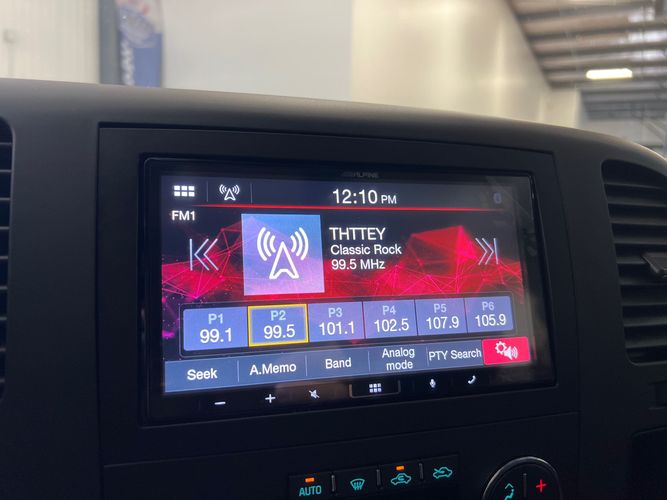 ALPINE
12:10 PM
FM1
THTTEY
Classic Rock
99.5 MHz
P1 P2 P3 P4 P5 P6
99.1 99.5 101.1 102.5 107.9 105.9
Seek A.Memo Band Analog mode PTY Search
AUTO